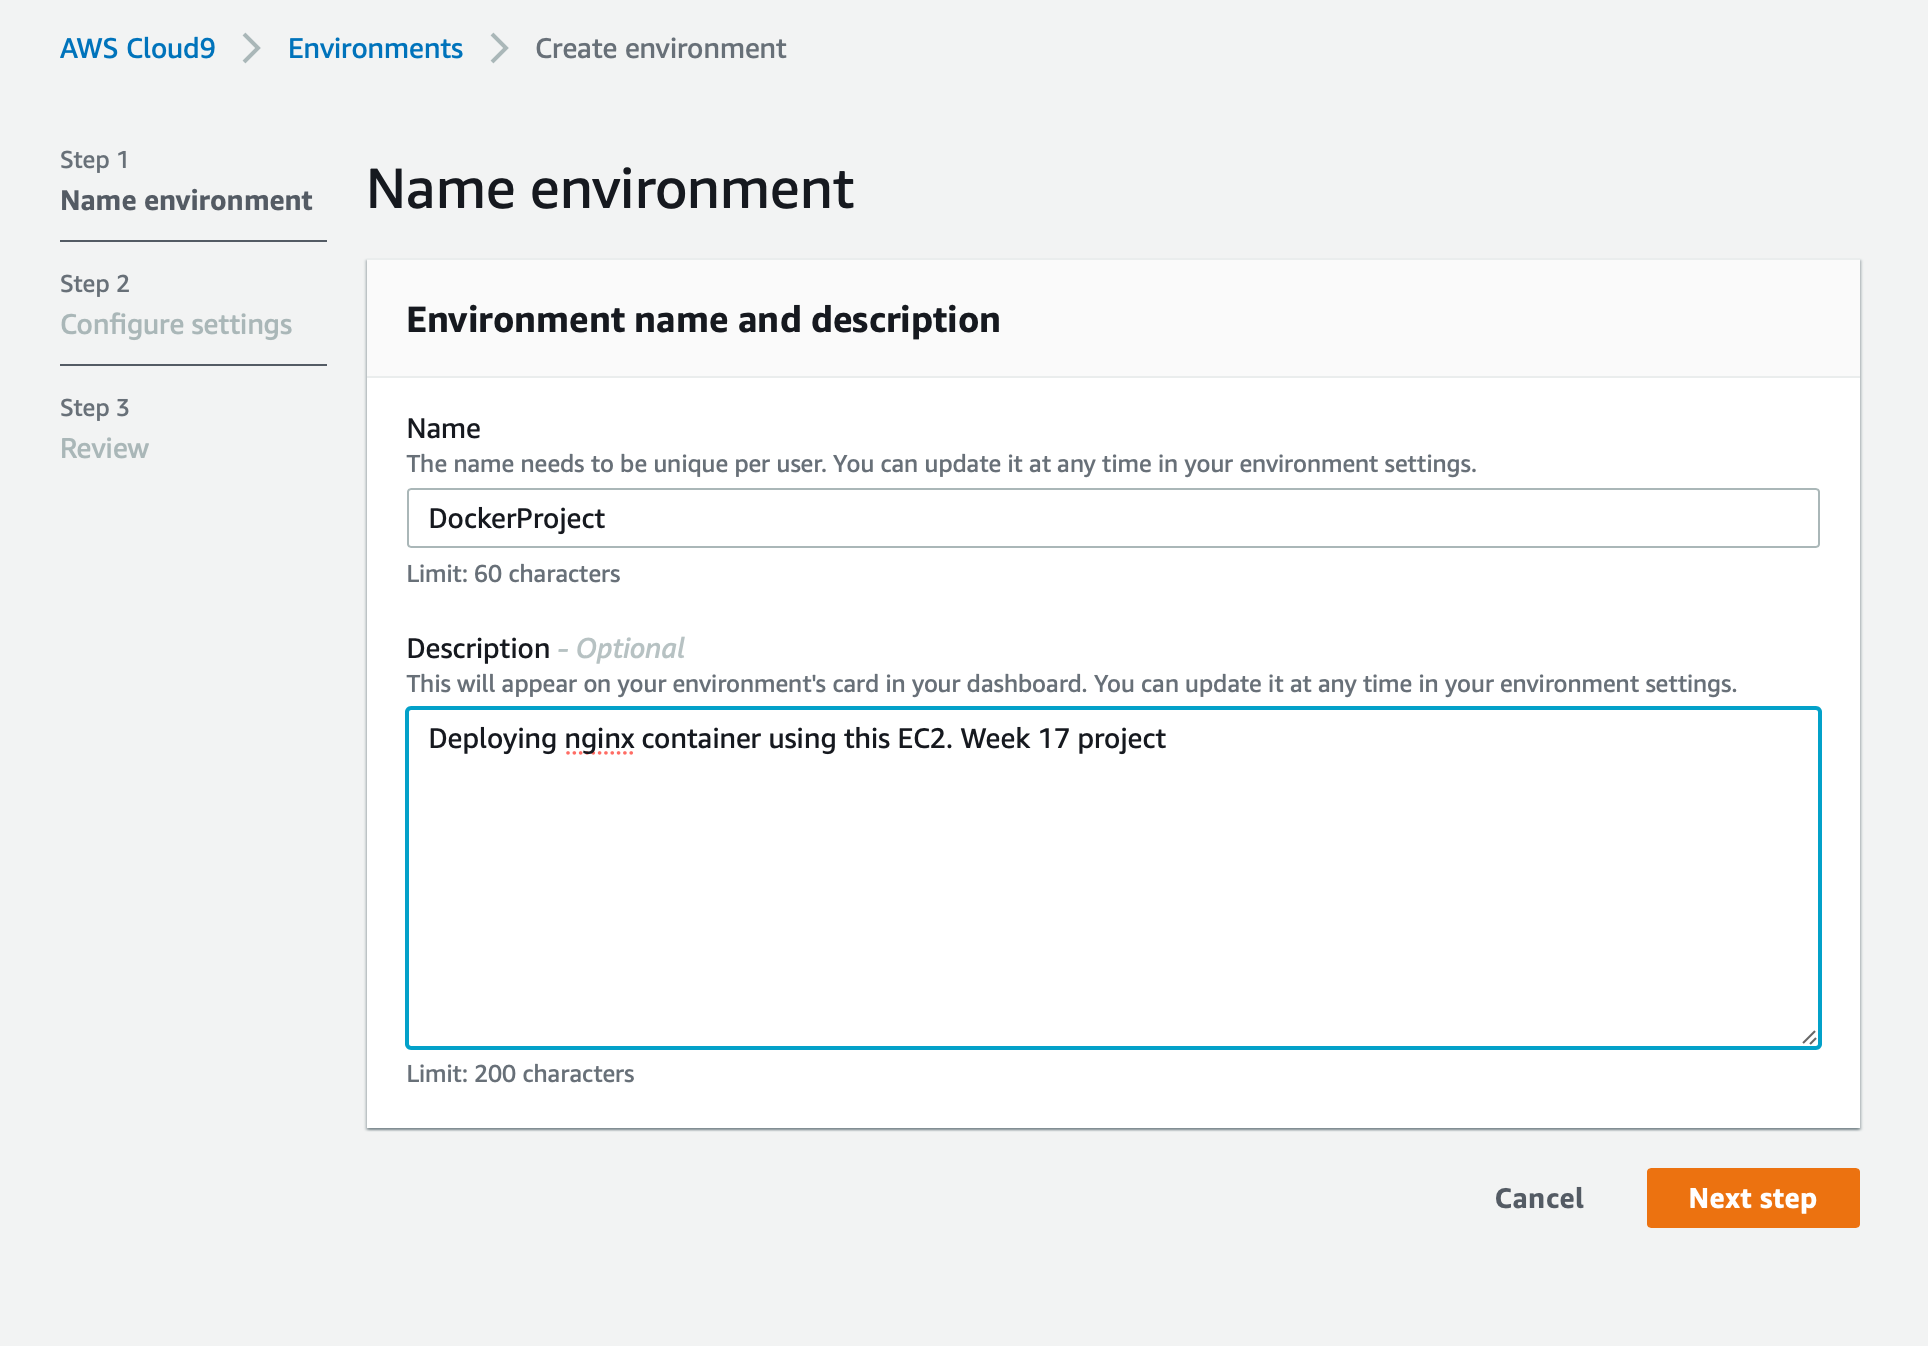 AWS Cloud9 > Environments > Create environment
Step 1
Name environment
Step 2
Configure settings
Step 3
Review
Name environment
Environment name and description
Name
The name needs to be unique per user. You can update it at any time in your environment settings.
DockerProject
Limit: 60 characters
Description - Optional
This will appear on your environment's card in your dashboard. You can update it at any time in your environment settings.
Deploying nginx container using this EC2. Week 17 project
Limit: 200 characters
Cancel
Next step